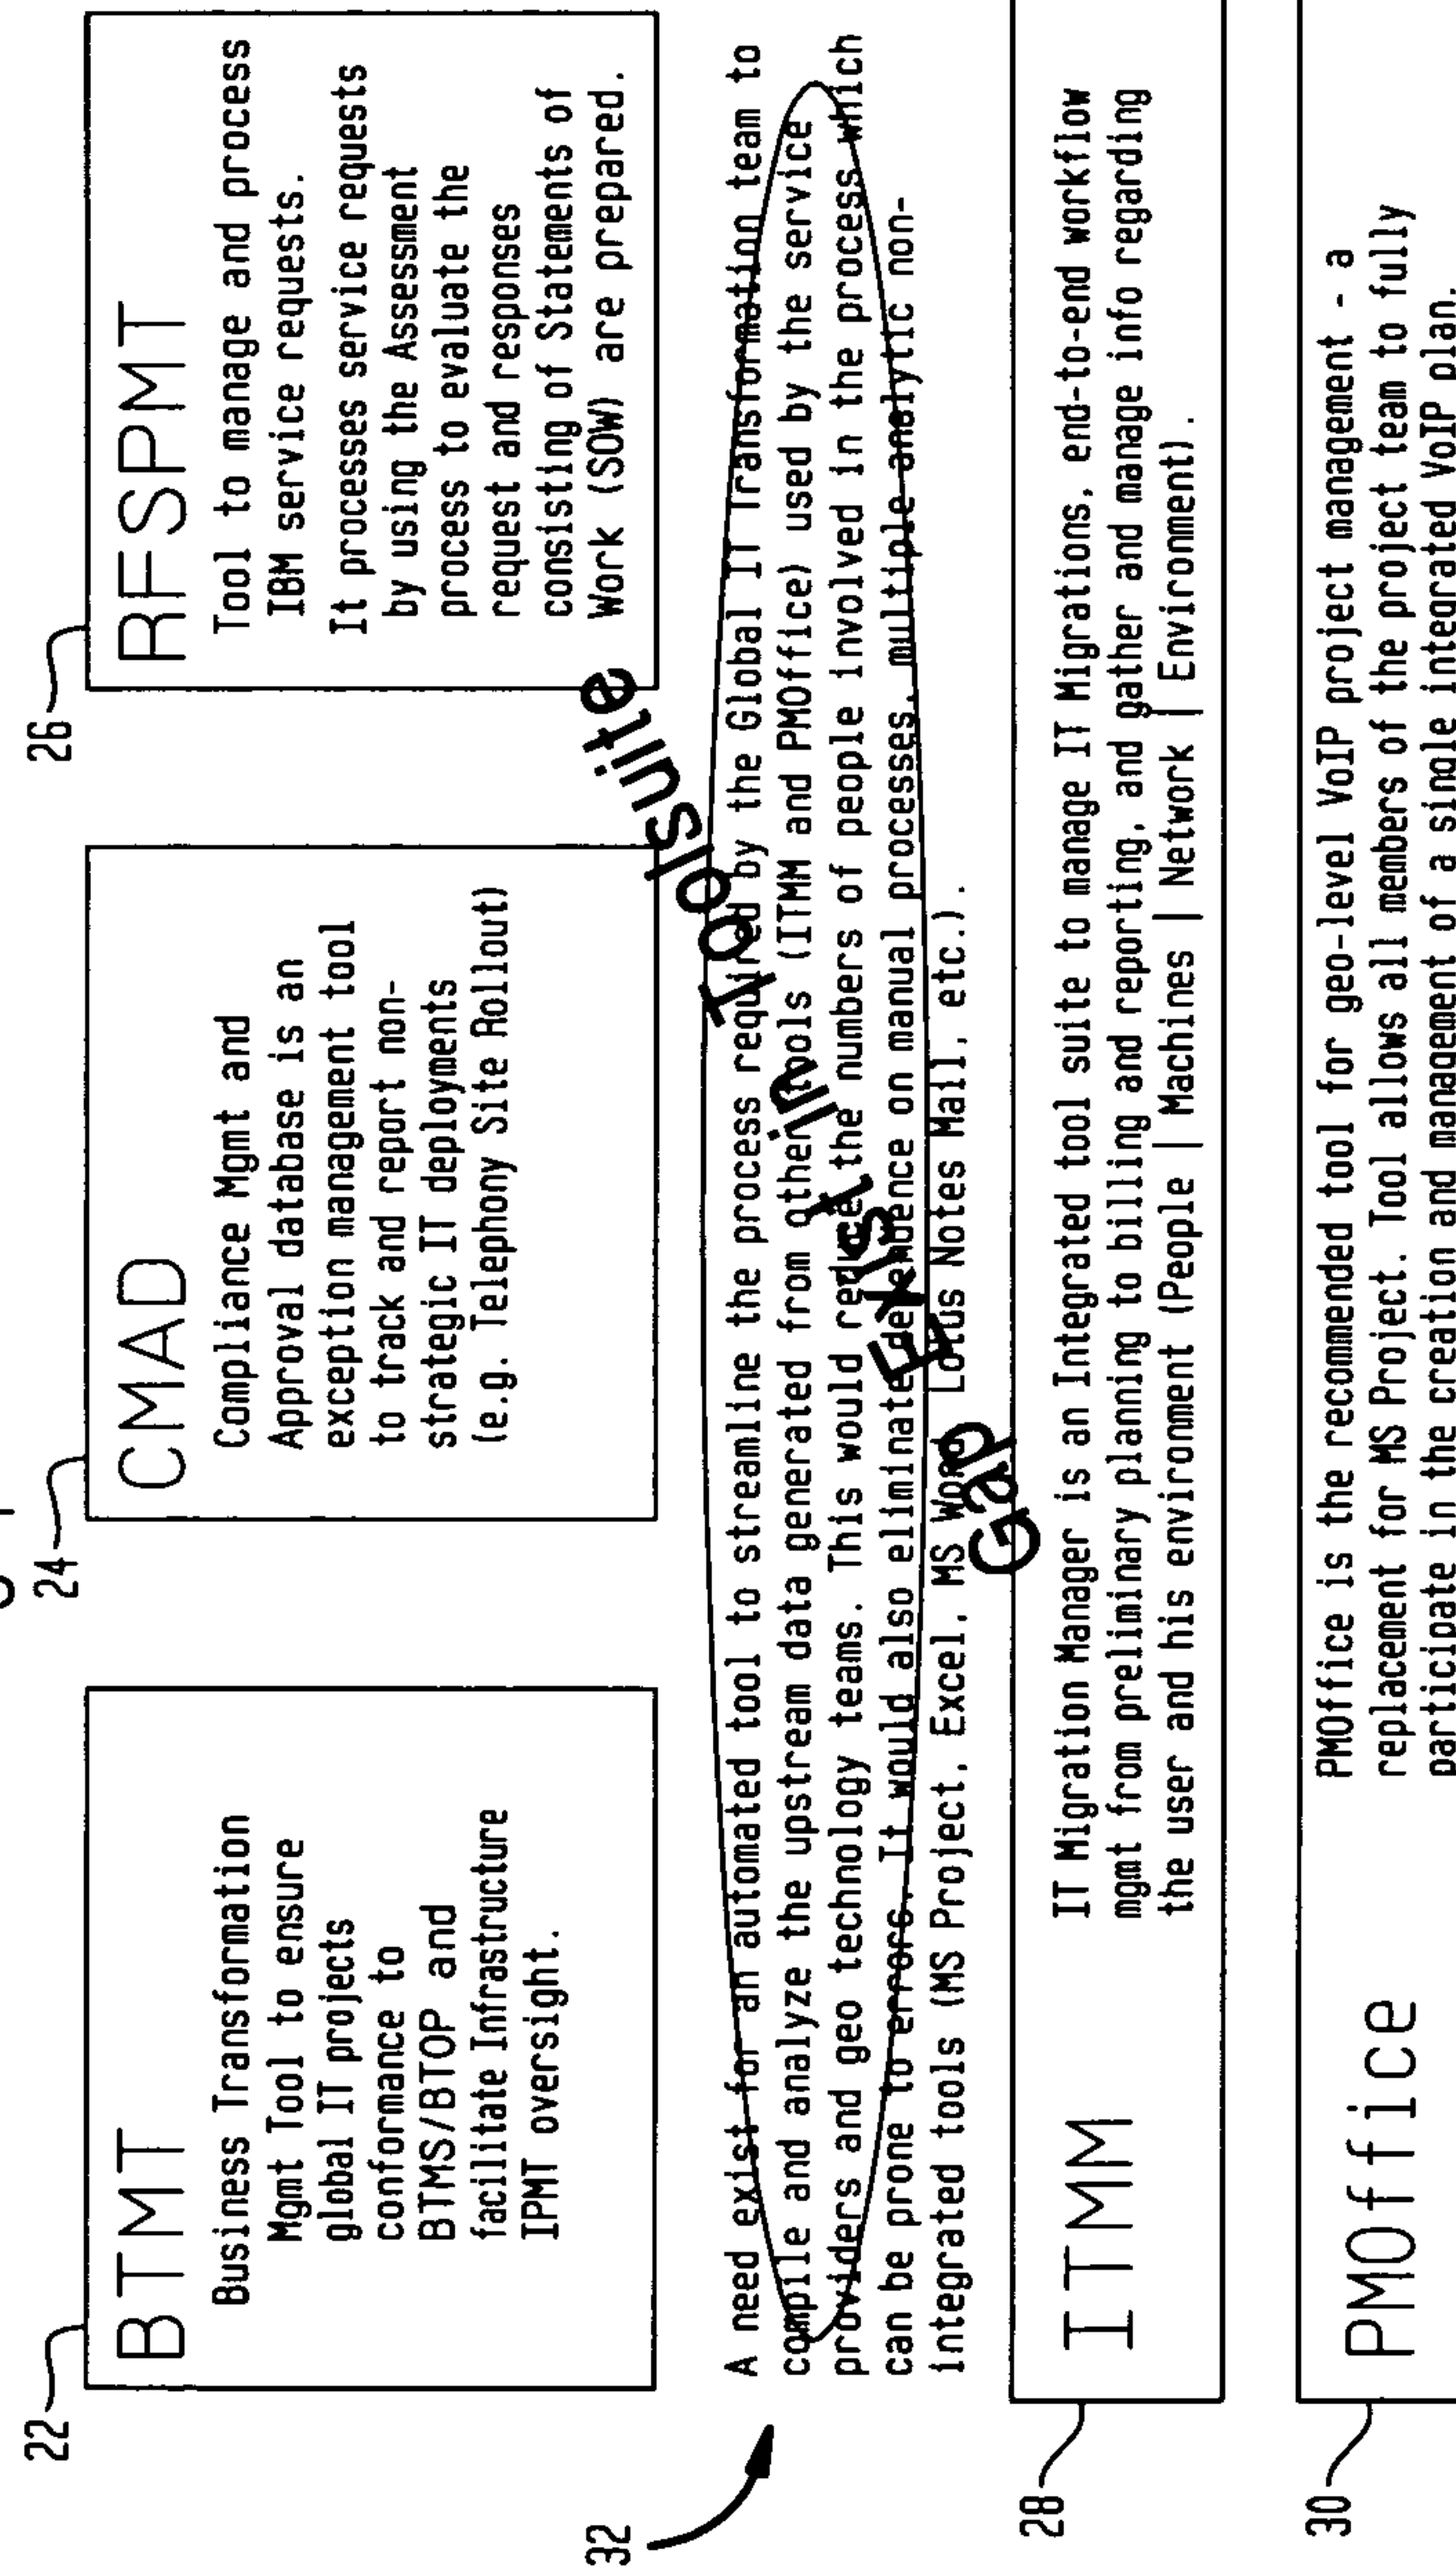 22
BTMT
Business Transformation
Mgmt Tool to ensure
global IT projects
conformance to
BTMS/BTOP and
facilitate Infrastructure
IPMT oversight.
24
CMAD
Compliance Mgmt and
Approval database is an
exception management tool
to track and report non-
strategic IT deployments
(e.g. Telephony Site Rollout)
26
RFSPMT
Tool to manage and process
IBM service requests.
It processes service requests
by using the Assessment
process to evaluate the
request and responses
consisting of Statements of
Work (SOW) are prepared.
32
A need exist for an automated tool to streamline the process required by the Global IT Transformation team to
compile and analyze the upstream data generated from other tools (ITMM and PMOffice) used by the service
providers and geo technology teams. This would reduce the numbers of people involved in the process which
can be prone to errors. It would also eliminate dependence on manual processes, multiple analytic non-
integrated tools (MS Project, Excel, MS Word, Lotus Notes Mail, etc.).
Gap Exist in Toolsuite
28
ITMM
IT Migration Manager is an Integrated tool suite to manage IT Migrations, end-to-end workflow
mgmt from preliminary planning to billing and reporting, and gather and manage info regarding
the user and his environment (People | Machines | Network | Environment).
30
PMOffice
PMOffice is the recommended tool for geo-level VoIP project management - a
replacement for MS Project. Tool allows all members of the project team to fully
participate in the creation and management of a single integrated VoIP plan.